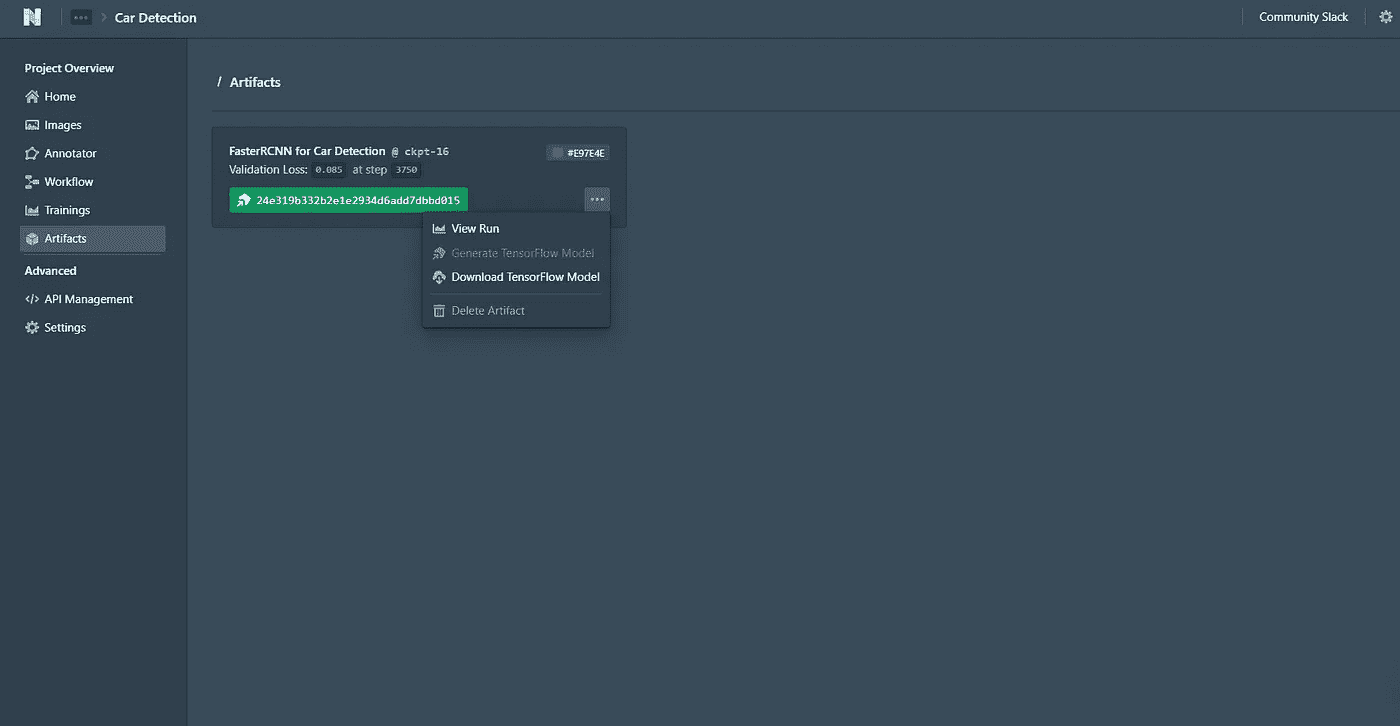 N
Car Detection
Community Slack
Project Overview
Home
Images
Annotator
Workflow
Trainings
Artifacts
Advanced
</> API Management
Settings
/ Artifacts
FasterRCNN for Car Detection @ ckpt-16
#E97E4E
Validation Loss: 0.085 at step 3750
24e319b332b2e1e2934d6add7dbbd015
View Run
Generate TensorFlow Model
Download TensorFlow Model
Delete Artifact